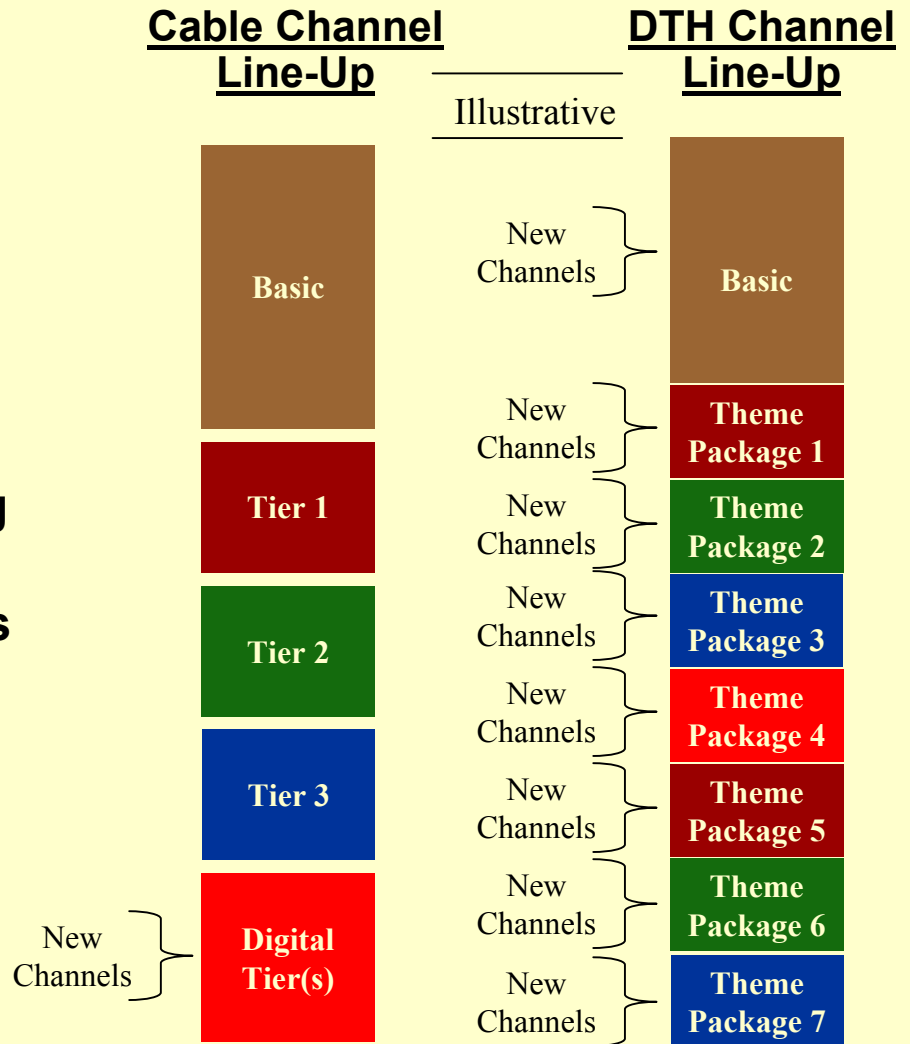 Cable Channel
Line-Up
DTH Channel
Line-Up
Illustrative
Basic
Tier 1
Tier 2
Tier 3
New
Channels
Digital
Tier(s)
New
Channels
Basic
New
Channels
Theme
Package 1
New
Channels
Theme
Package 2
New
Channels
Theme
Package 3
New
Channels
Theme
Package 4
New
Channels
Theme
Package 5
New
Channels
Theme
Package 6
New
Channels
Theme
Package 7